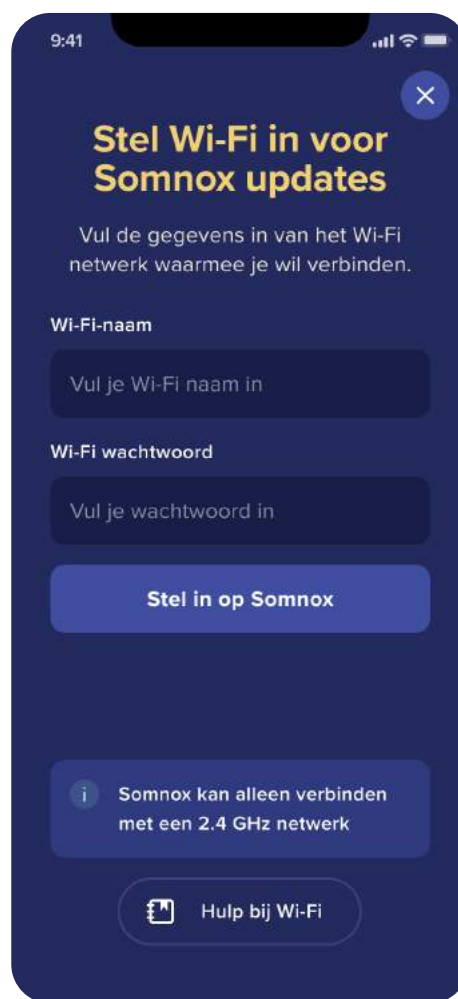 9:41
Stel Wi-Fi in voor
Somnox updates
Vul de gegevens in van het Wi-Fi
netwerk waarmee je wil verbinden.
Wi-Fi-naam
Vul je Wi-Fi naam in
Wi-Fi wachtwoord
Vul je wachtwoord in
Stel in op Somnox
i
Somnox kan alleen verbinden
met een 2.4 GHz netwerk
Hulp bij Wi-Fi